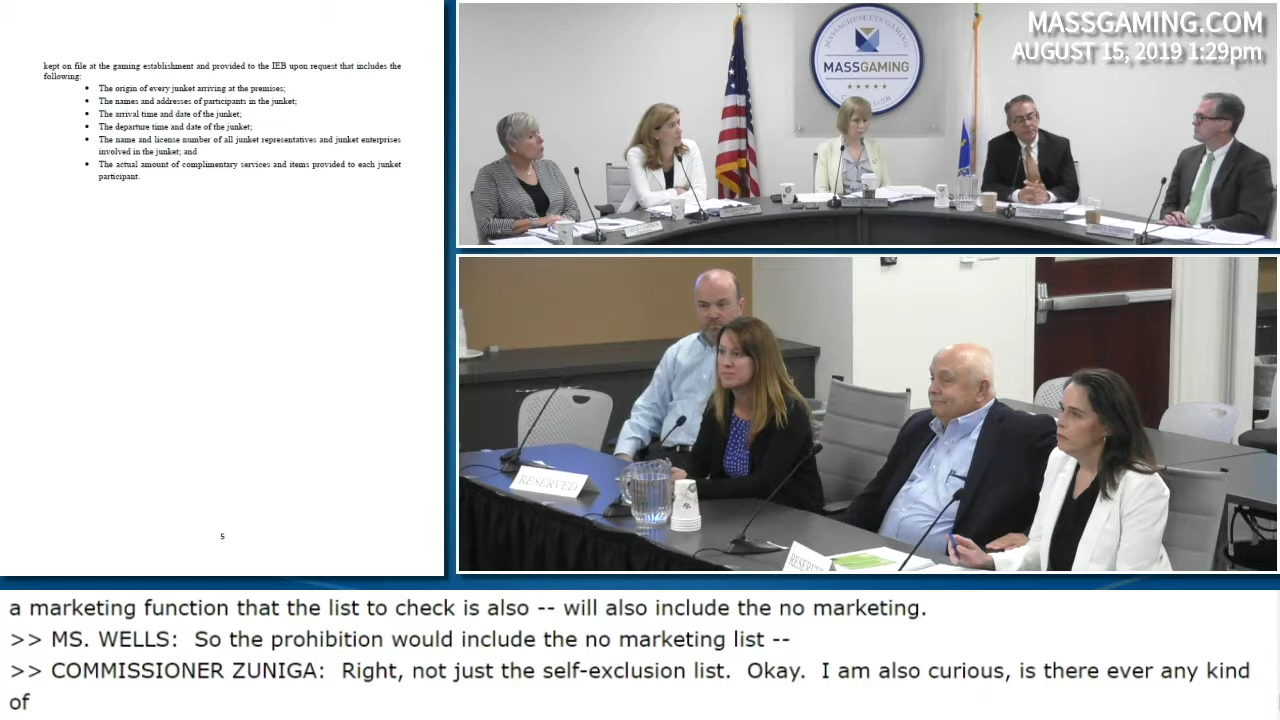 kept on file at the gaming establishment and provided to the IEB upon request that includes the
following:
• The origin of every junket arriving at the premises;
• The names and addresses of participants in the junket;
• The arrival time and date of the junket;
• The departure time and date of the junket;
• The name and license number of all junket representatives and junket enterprises
involved in the junket; and
• The actual amount of complimentary services and items provided to each junket
participant.
5
MASSGAMING.COM
AUGUST 15, 2019 1:29pm
MASSACHUSETTS GAMING
MASSGAMING
RESERVED
RESERVE
a marketing function that the list to check is also -- will also include the no marketing.
>> MS. WELLS:  So the prohibition would include the no marketing list --
>> COMMISSIONER ZUNIGA:  Right, not just the self-exclusion list.  Okay.  I am also curious, is there ever any kind
of